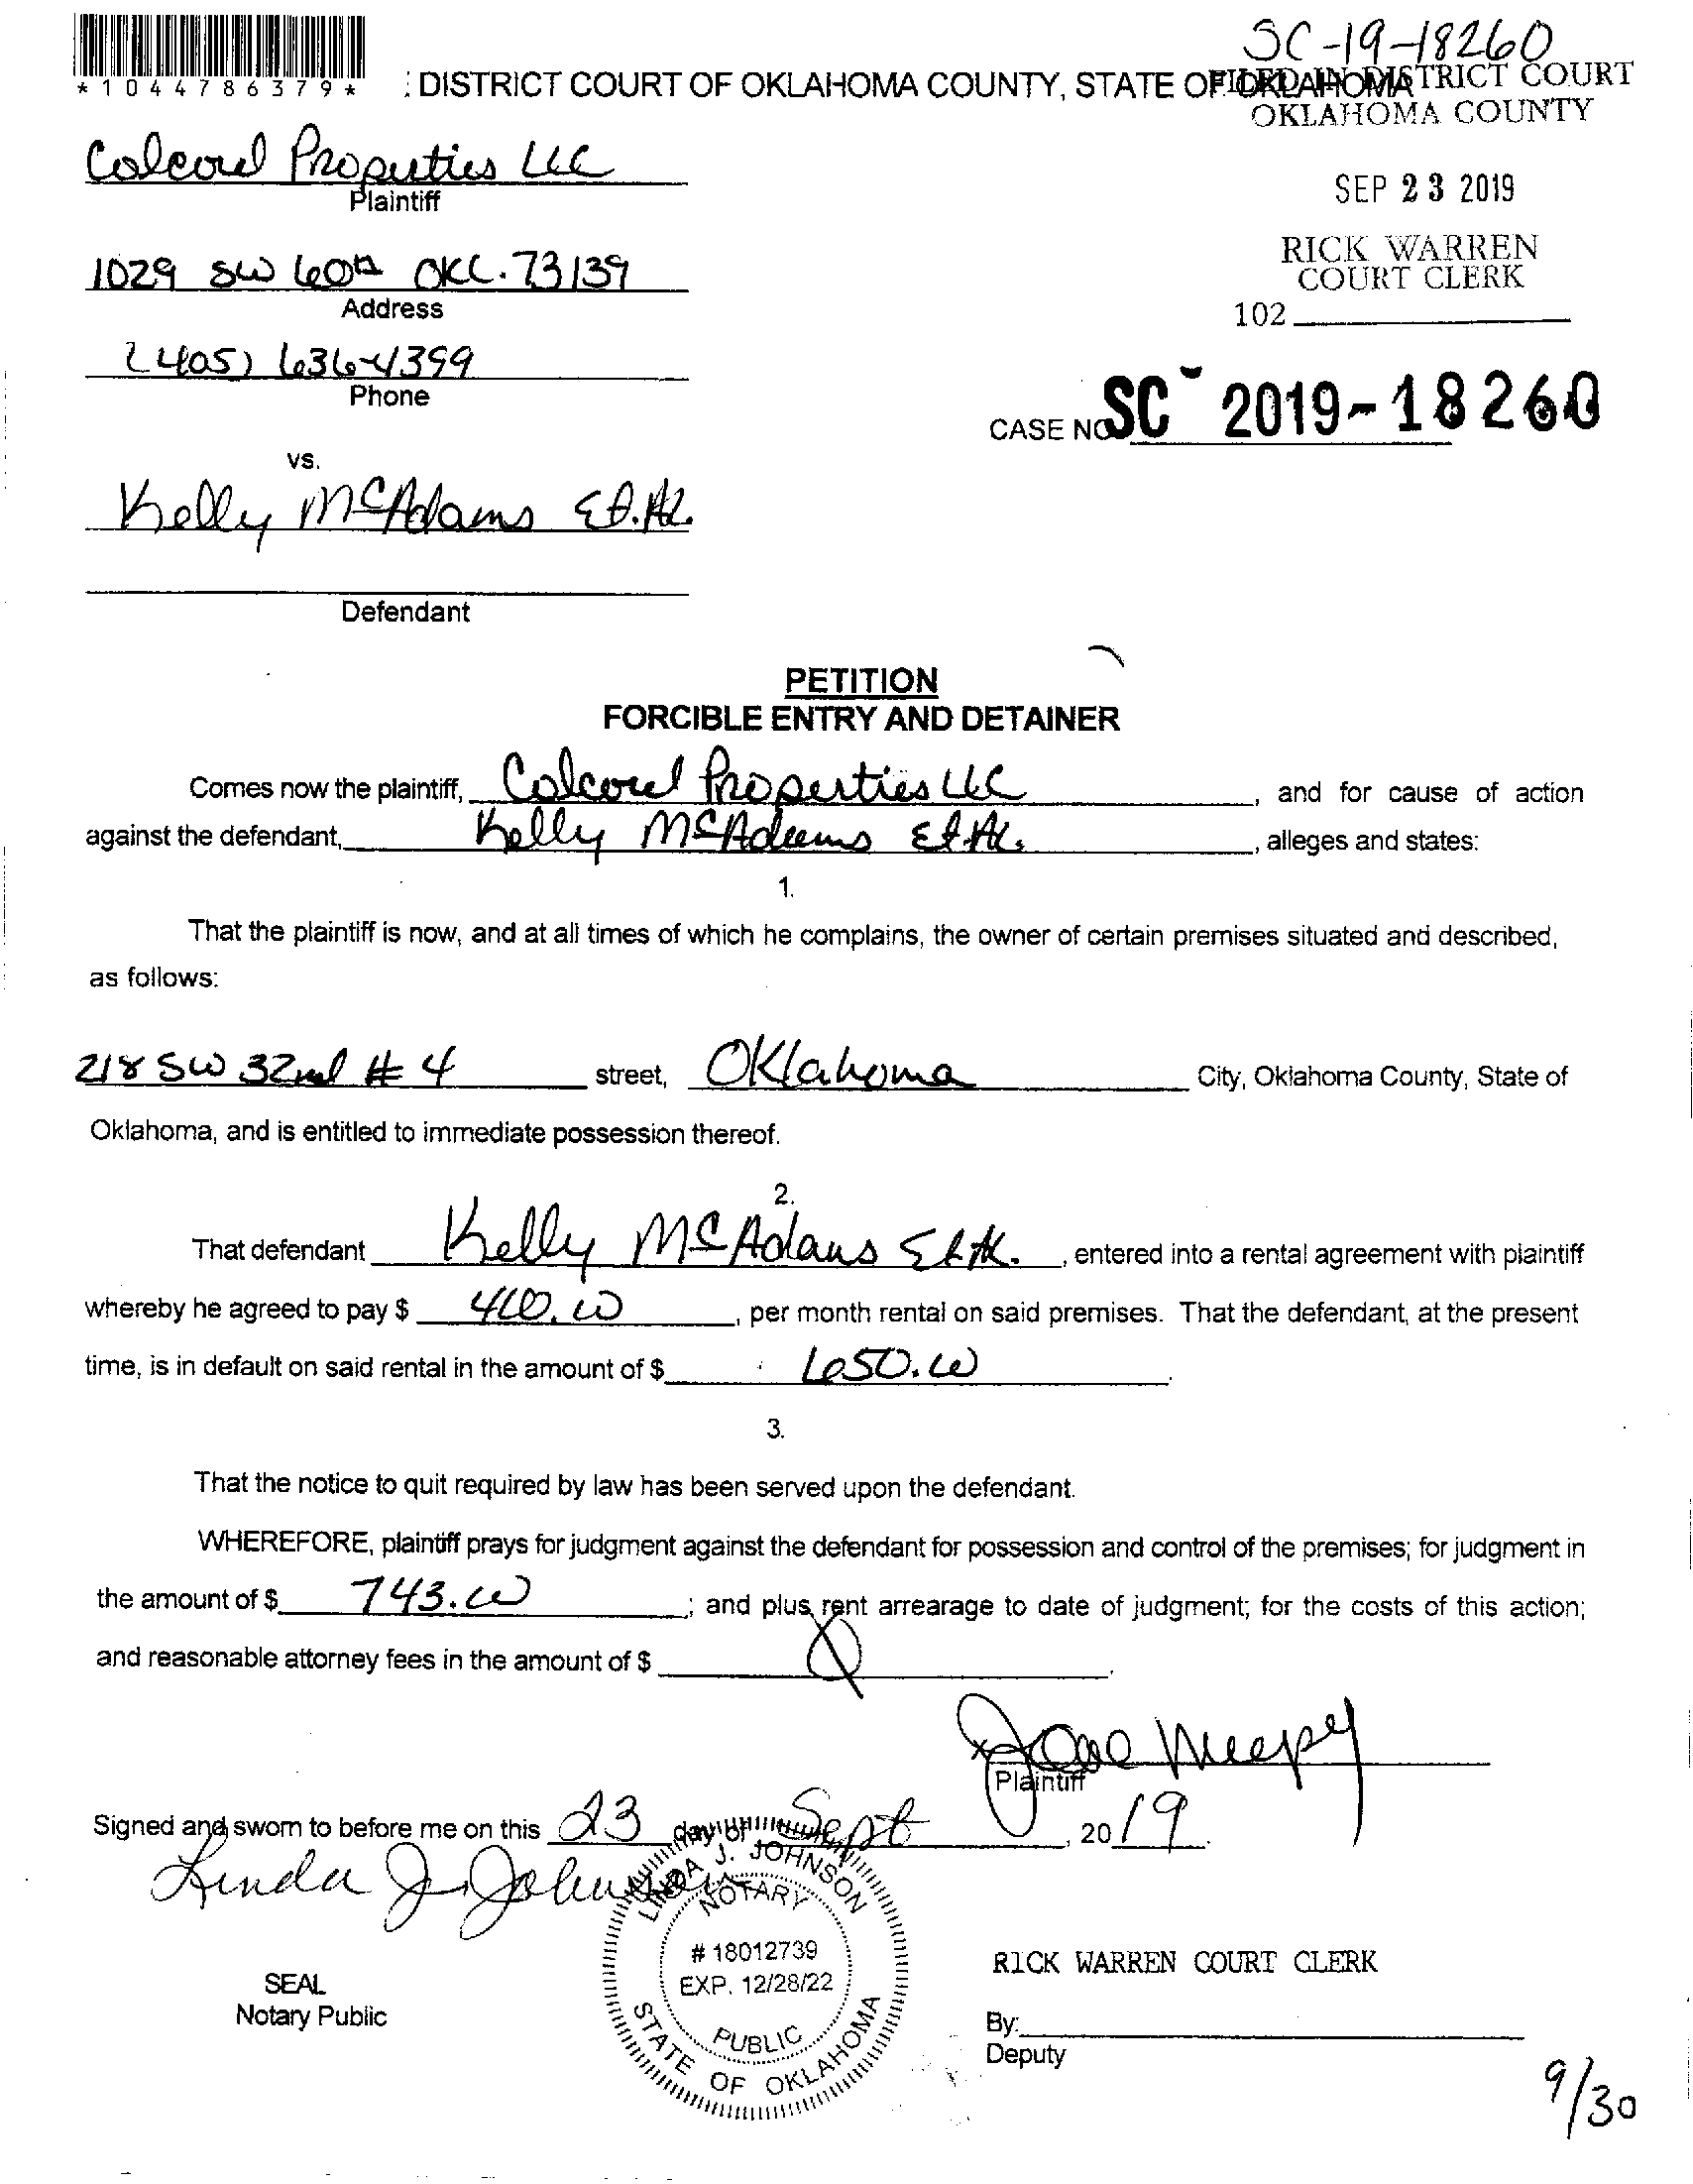 SC-19-18260
*1044786379*
: DISTRICT COURT OF OKLAHOMA COUNTY, STATE OF OKLAHOMA
FILED IN DISTRICT COURT
OKLAHOMA COUNTY
Colcord Properties LLC
Plaintiff
SEP 23 2019
RICK WARREN
COURT CLERK
102
1029 SW 60th OKC. 73139
Address
(405) 636-4399
Phone
CASE NO. SC - 2019-18260
vs.
Kelly McAdams Et. Al.
Defendant
PETITION
FORCIBLE ENTRY AND DETAINER
Comes now the plaintiff, Colcord Properties LLC, and for cause of action
against the defendant, Kelly McAdams Et Al., alleges and states:
1.
That the plaintiff is now, and at all times of which he complains, the owner of certain premises situated and described,
as follows:
218 SW 32nd # 4 street, Oklahoma City, Oklahoma County, State of
Oklahoma, and is entitled to immediate possession thereof.
2.
That defendant Kelly McAdams Et Al., entered into a rental agreement with plaintiff
whereby he agreed to pay $, per month rental on said premises. That the defendant, at the present
time, is in default on said rental in the amount of $ 650.00.
3.
That the notice to quit required by law has been served upon the defendant.
WHEREFORE, plaintiff prays for judgment against the defendant for possession and control of the premises; for judgment in
the amount of $ 743.00; and plus rent arrearage to date of judgment; for the costs of this action;
and reasonable attorney fees in the amount of $
Plaintiff
Signed and sworn to before me on this 23 day of Sept, 2019.
Linda J. Johnson
LINDA J. JOHNSON
NOTARY
# 18012739
EXP. 12/28/22
PUBLIC
STATE OF OKLAHOMA
SEAL
Notary Public
RICK WARREN COURT CLERK
By:
Deputy
9/30